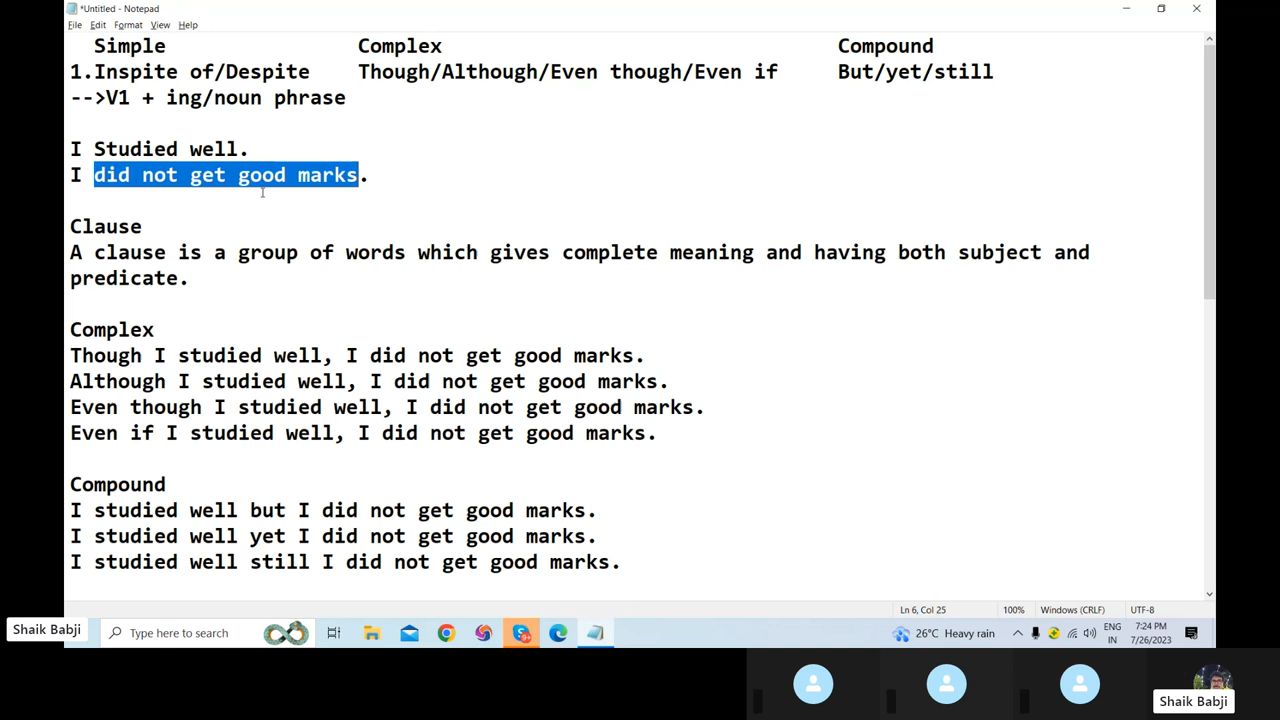 *Untitled - Notepad
File Edit Format View Help
Simple Complex Compound
1.Inspite of/Despite Though/Although/Even though/Even if But/yet/still
-->V1 + ing/noun phrase
I Studied well.
I did not get good marks.
Clause
A clause is a group of words which gives complete meaning and having both subject and
predicate.
Complex
Though I studied well, I did not get good marks.
Although I studied well, I did not get good marks.
Even though I studied well, I did not get good marks.
Even if I studied well, I did not get good marks.
Compound
I studied well but I did not get good marks.
I studied well yet I did not get good marks.
I studied well still I did not get good marks.
Ln 6, Col 25 100% Windows (CRLF) UTF-8
Shaik Babji
Type here to search
26°C Heavy rain
ENG
IN
7:24 PM
7/26/2023
Shaik Babji